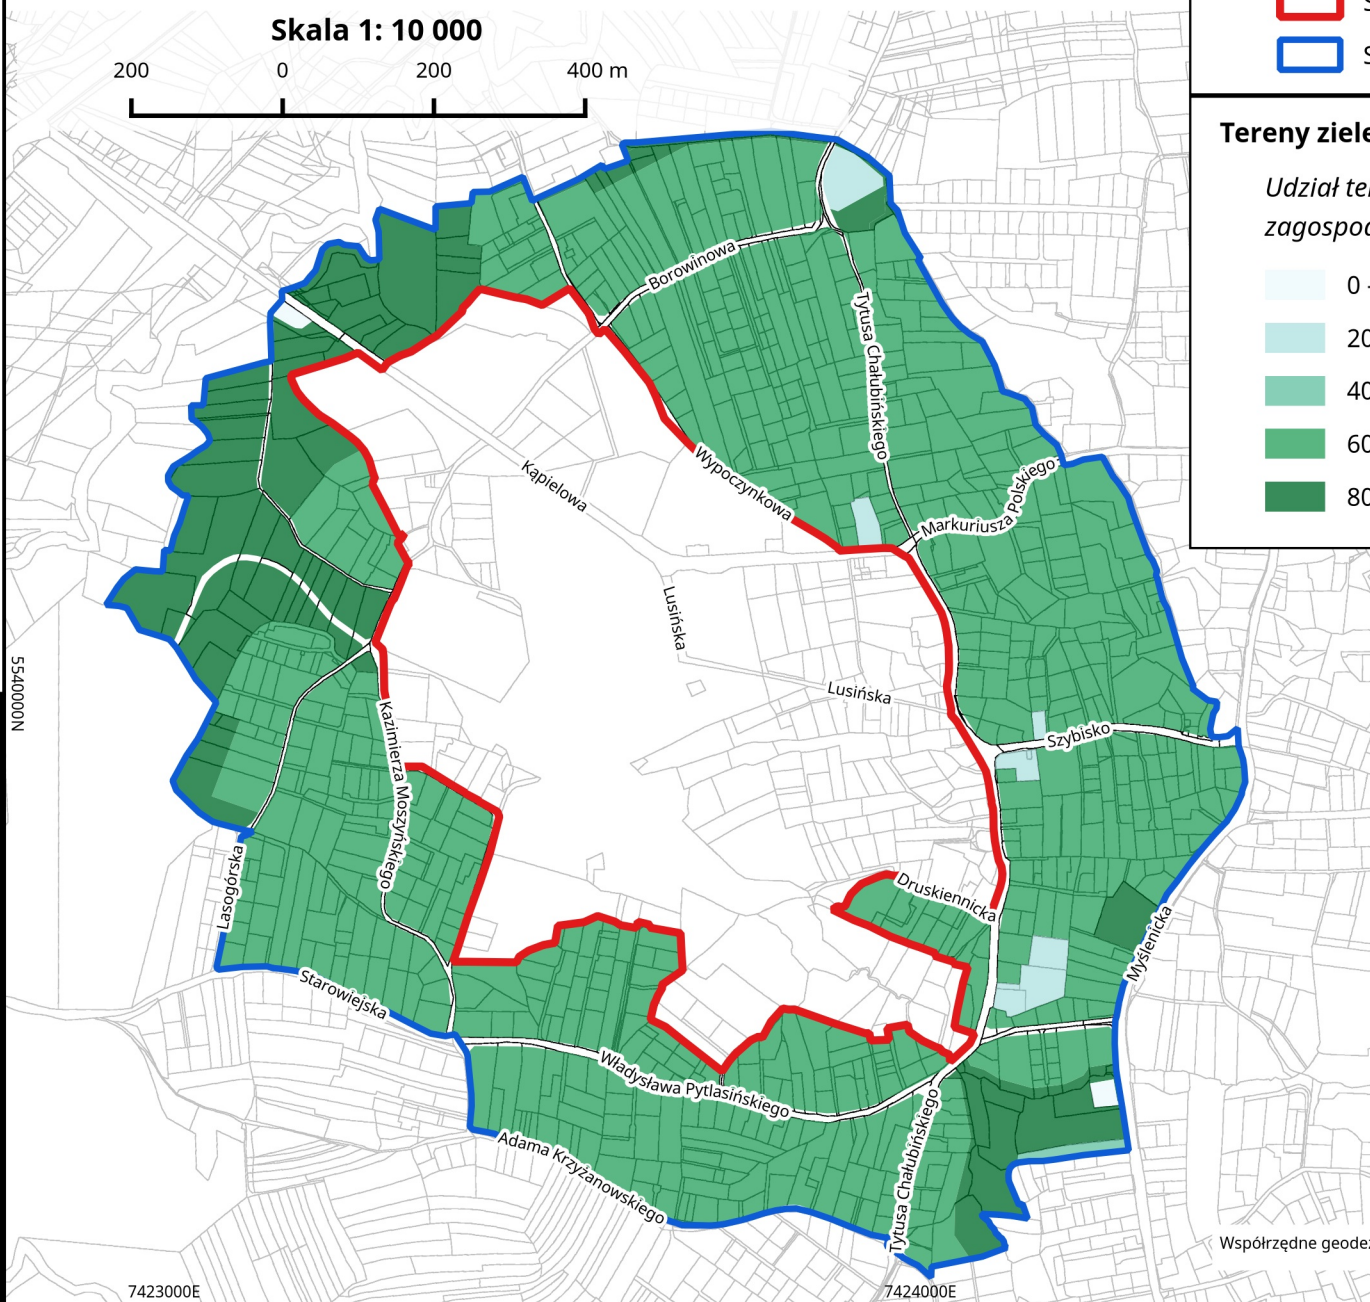 Skala 1: 10 000
200 0 200 400 m
Tereny ziele
Udział te
zagospod
0 -
20
40
60
80
Borowinowa
Tytusa Chałubińskiego
Wypoczynkowa
Markuriusza Polskiego
Kąpielowa
Lusińska
Lusińska
Szybisko
Kazimierza Moszyńskiego
Lasogórska
Druskiennicka
Myślenicka
Starowiejska
Władysława Pytlasińskiego
Adama Krzyżanowskiego
Tytusa Chałubińskiego
5540000N
7423000E
7424000E
Współrzędne geode